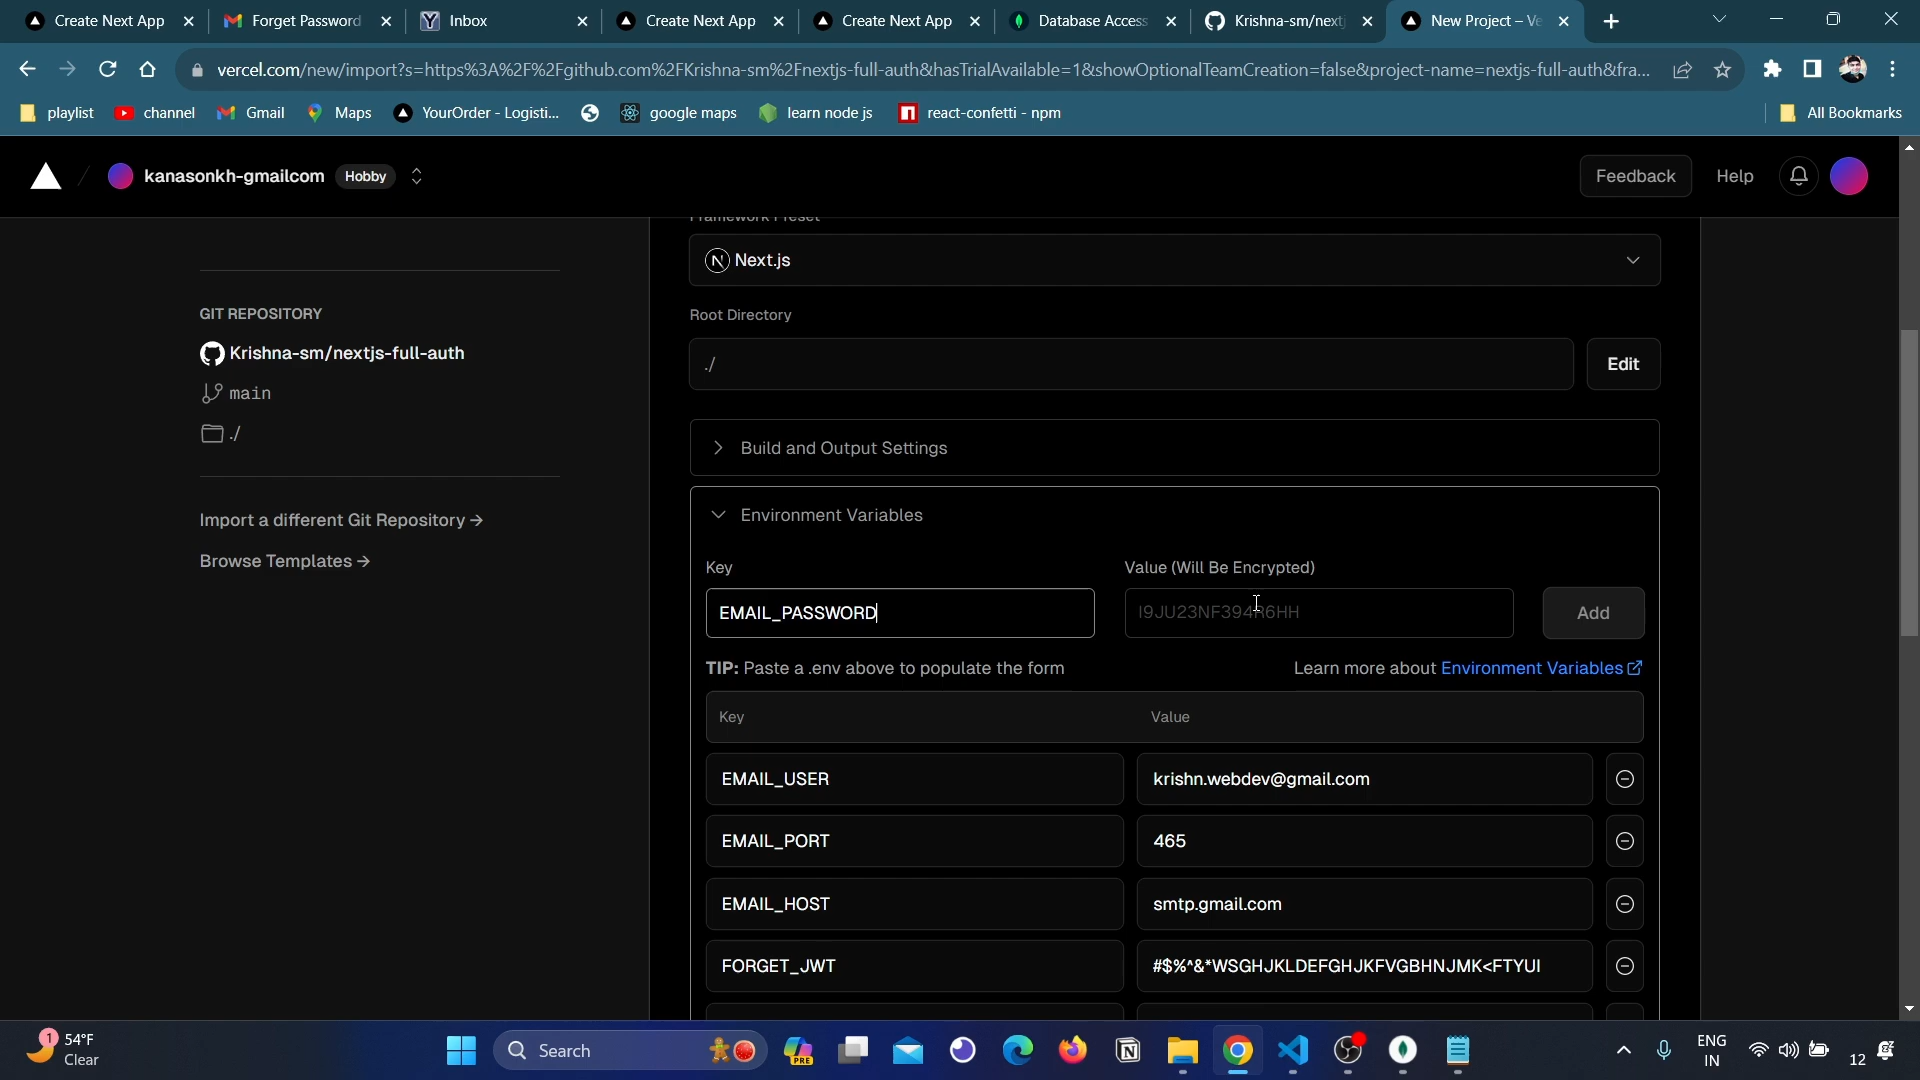 Create Next App
Forget Password
Inbox
Create Next App
Create Next App
Database Access
Krishna-sm/nextj
New Project – Ve
vercel.com/new/import?s=https%3A%2F%2Fgithub.com%2FKrishna-sm%2Fnextjs-full-auth&hasTrialAvailable=1&showOptionalTeamCreation=false&project-name=nextjs-full-auth&fra...
playlist
channel
Gmail
Maps
YourOrder - Logisti...
google maps
learn node js
react-confetti - npm
All Bookmarks
kanasonkh-gmailcom
Hobby
Feedback
Help
Framework Preset
Next.js
GIT REPOSITORY
Krishna-sm/nextjs-full-auth
main
./
Root Directory
./
Edit
Build and Output Settings
Import a different Git Repository →
Browse Templates →
Environment Variables
Key
Value (Will Be Encrypted)
EMAIL_PASSWORD
I9JU23NF394R6HH
Add
TIP: Paste a .env above to populate the form
Learn more about Environment Variables
Key
Value
EMAIL_USER
krishn.webdev@gmail.com
EMAIL_PORT
465
EMAIL_HOST
smtp.gmail.com
FORGET_JWT
#$%^&*WSGHJKLDEFGHJKFVGBHNJMK<FTYUI
1
54°F
Clear
Search
PRE
ENG
IN
12